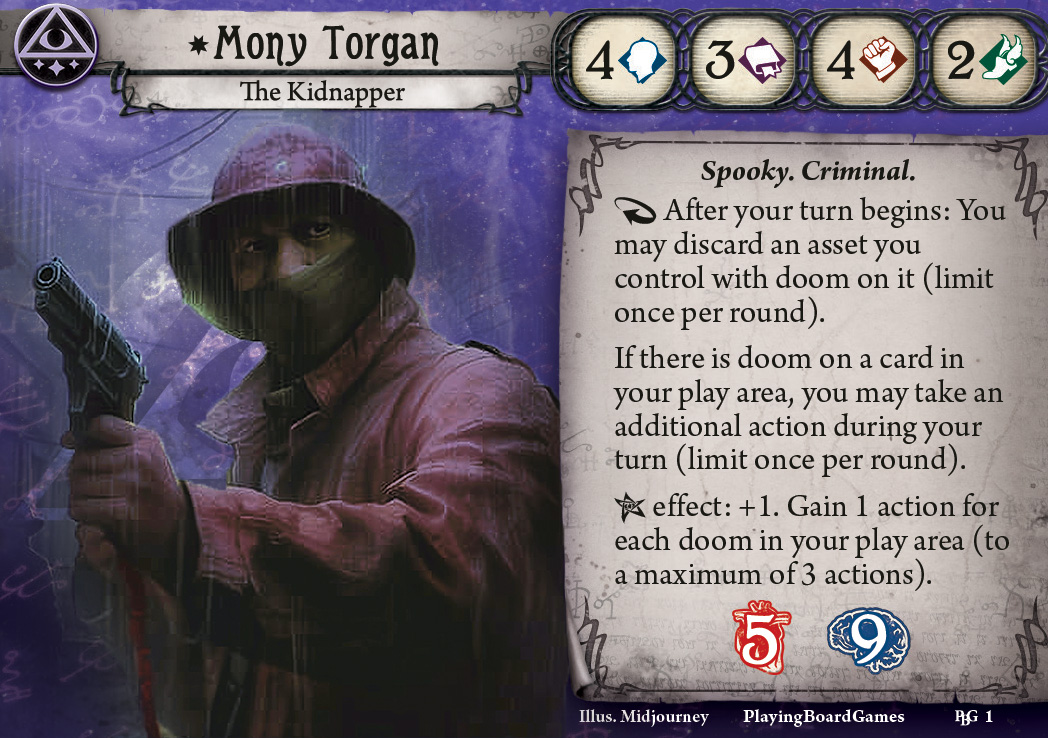 Mony Torgan
The Kidnapper
4 3 4 2
Spooky. Criminal.
After your turn begins: You
may discard an asset you
control with doom on it (limit
once per round).
If there is doom on a card in
your play area, you may take an
additional action during your
turn (limit once per round).
effect: +1. Gain 1 action for
each doom in your play area (to
a maximum of 3 actions).
5 9
Illus. Midjourney PlayingBoardGames 1